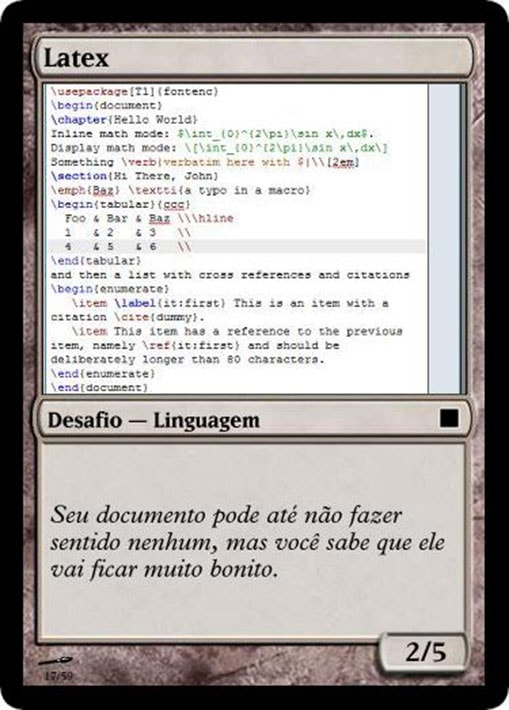 Latex
\usepackage[T1]{fontenc}
\begin{document}
\chapter{Hello World}
Inline math mode: $\int_{0}^{2\pi}\sin x\,dx$.
Display math mode: \[\int_{0}^{2\pi}\sin x\,dx\]
Something \verb|verbatim here with $|\\[2em]
\section{Hi There, John}
\emph{Baz} \textti{a typo in a macro}
\begin{tabular}{ccc}
Foo & Bar & Baz \\\hline
1 & 2 & 3 \\
4 & 5 & 6 \\
\end{tabular}
and then a list with cross references and citations
\begin{enumerate}
\item \label{it:first} This is an item with a
citation \cite{dummy}.
\item This item has a reference to the previous
item, namely \ref{it:first} and should be
deliberately longer than 80 characters.
\end{enumerate}
\end{document}
Desafio — Linguagem
Seu documento pode até não fazer
sentido nenhum, mas você sabe que ele
vai ficar muito bonito.
2/5
17/50